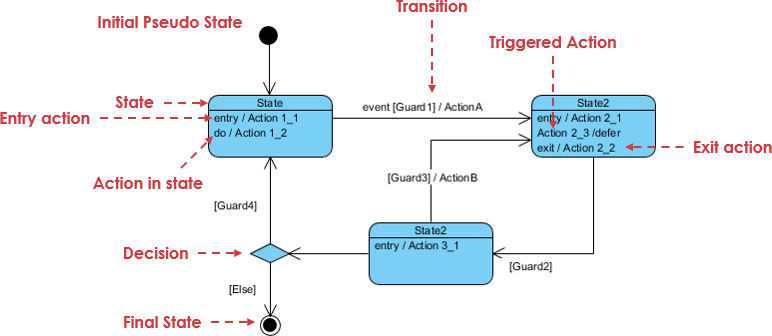 Transition
Initial Pseudo State
Triggered Action
State
State
event [Guard1] / ActionA
State2
Entry action
entry / Action 1_1
entry / Action 2_1
do / Action 1_2
Action 2_3 /defer
exit / Action 2_2
Exit action
Action in state
[Guard3] / ActionB
[Guard4]
State2
entry / Action 3_1
Decision
[Guard2]
[Else]
Final State